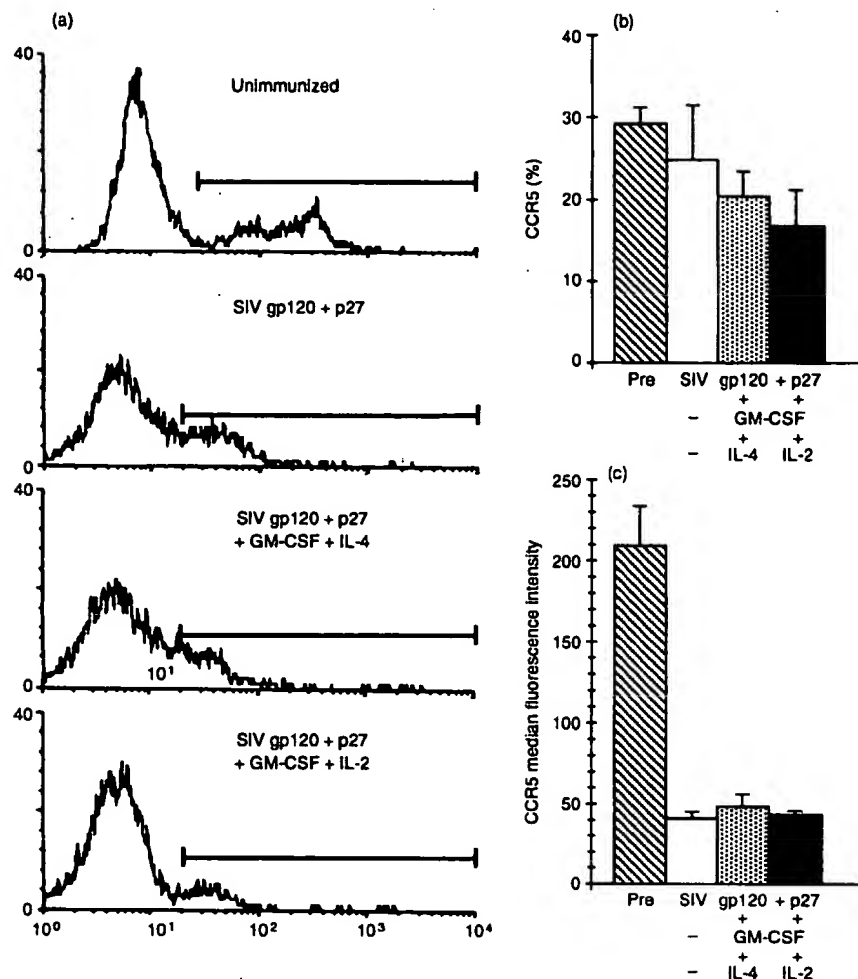 (a)
40
Unimmunized
0
40
SIV gp120 + p27
0
40
SIV gp120 + p27
+ GM-CSF + IL-4
10¹
0
40
SIV gp120 + p27
+ GM-CSF + IL-2
0
10⁰ 10¹ 10² 10³ 10⁴
(b)
CCR5 (%)
40
30
20
10
0
Pre SIV gp120 + p27
+ +
– GM-CSF
+ +
– IL-4 IL-2
(c)
CCR5 median fluorescence intensity
250
200
150
100
50
0
Pre SIV gp120 + p27
+ +
– GM-CSF
+ +
– IL-4 IL-2